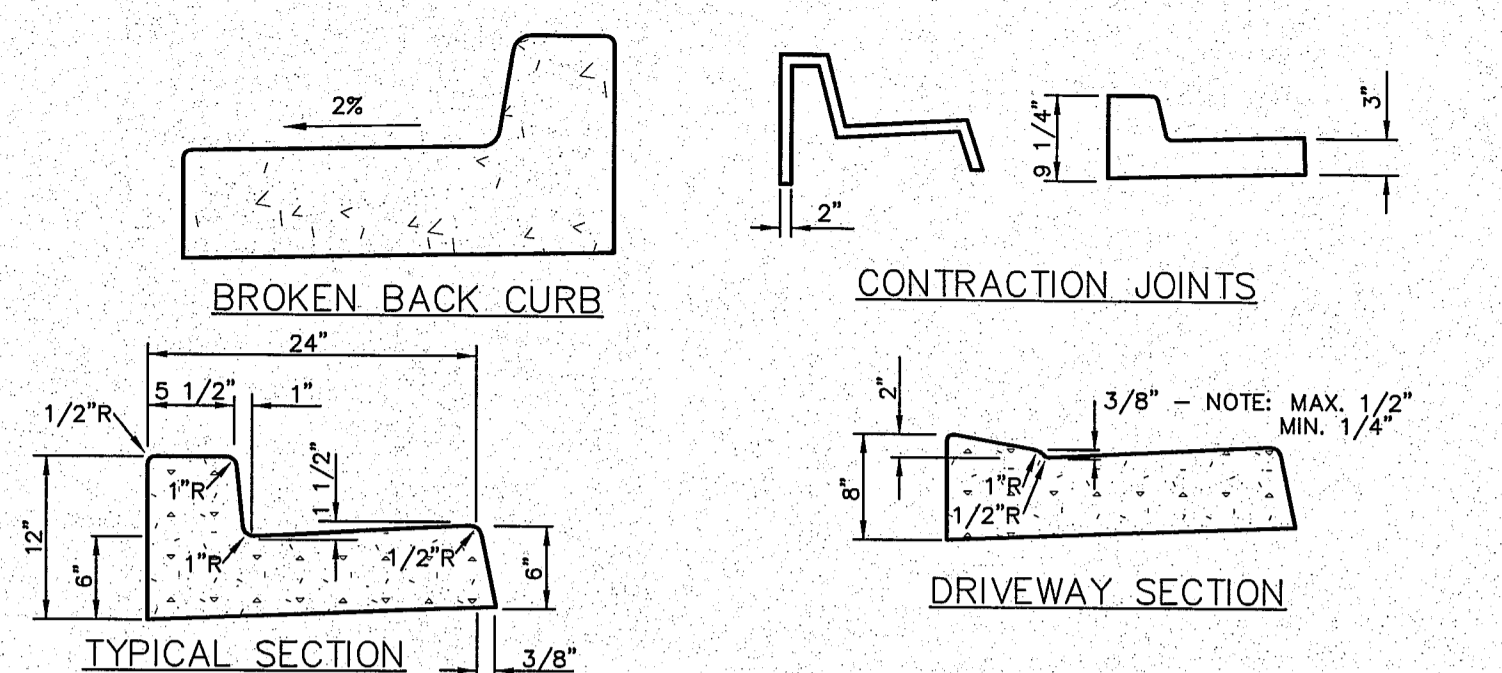 2%
BROKEN BACK CURB
9 1/4"
3"
2"
CONTRACTION JOINTS
24"
5 1/2"
1"
1/2"R
1"R
1 1/2"
12"
6"
1"R
1/2"R
6"
3/8"
TYPICAL SECTION
2"
3/8" - NOTE: MAX. 1/2"
MIN. 1/4"
8"
1"R
1/2"R
DRIVEWAY SECTION